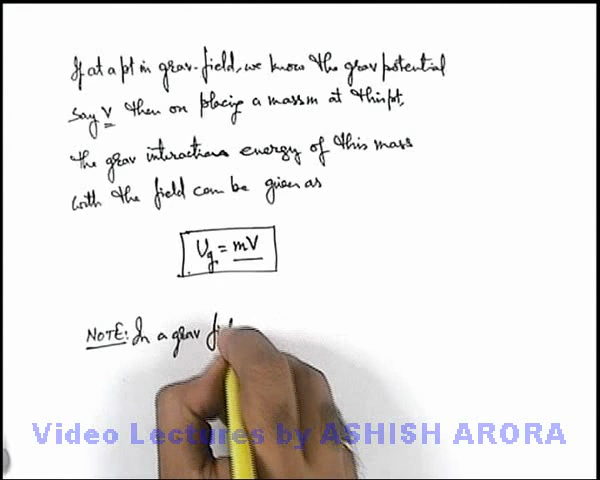 If at a pt in grav. field, we know the grav potential
say V then on placing a mass m at this pt,
the grav interaction energy of this mass
with the field can be given as
Ug = mV
NOTE: In a grav fi
Video Lectures by ASHISH ARORA